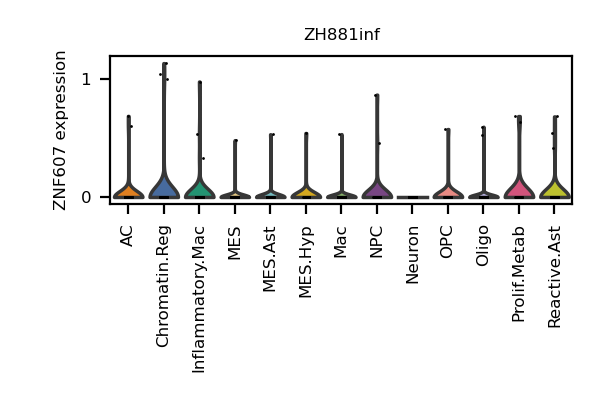 ZH881inf
ZNF607 expression
1
0
AC
Chromatin.Reg
Inflammatory.Mac
MES
MES.Ast
MES.Hyp
Mac
NPC
Neuron
OPC
Oligo
Prolif.Metab
Reactive.Ast